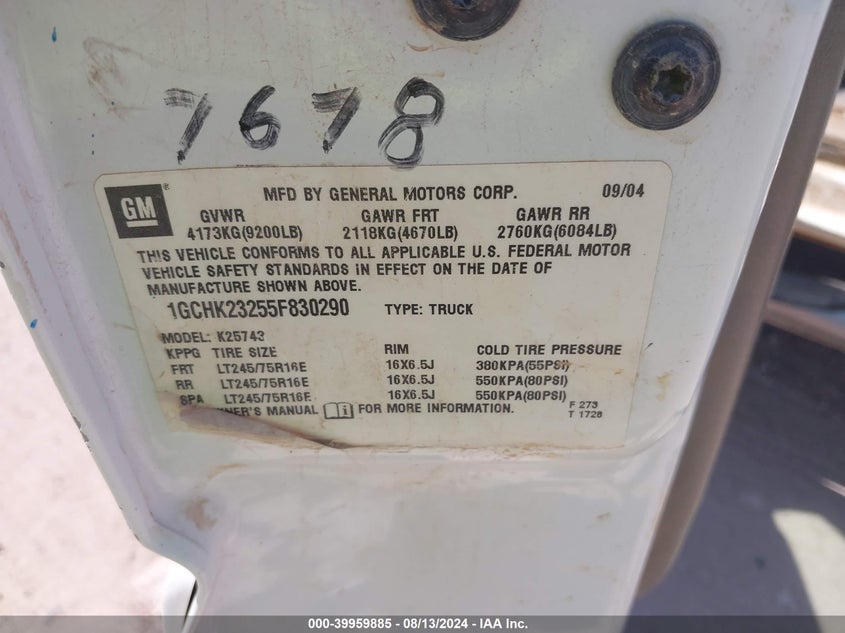 7678
GM ®
MFD BY GENERAL MOTORS CORP. 09/04
GVWR GAWR FRT GAWR RR
4173KG(9200LB) 2118KG(4670LB) 2760KG(6084LB)
THIS VEHICLE CONFORMS TO ALL APPLICABLE U.S. FEDERAL MOTOR
VEHICLE SAFETY STANDARDS IN EFFECT ON THE DATE OF
MANUFACTURE SHOWN ABOVE.
1GCHK23255F830290 TYPE: TRUCK
MODEL: K25743
KPPG TIRE SIZE RIM COLD TIRE PRESSURE
FRT LT245/75R16E 16X6.5J 380KPA(55PSI)
RR LT245/75R16E 16X6.5J 550KPA(80PSI)
SPA LT245/75R16E 16X6.5J 550KPA(80PSI)
NER'S MANUAL FOR MORE INFORMATION. F 273
T 1728
000-39959885 - 08/13/2024 - IAA Inc.